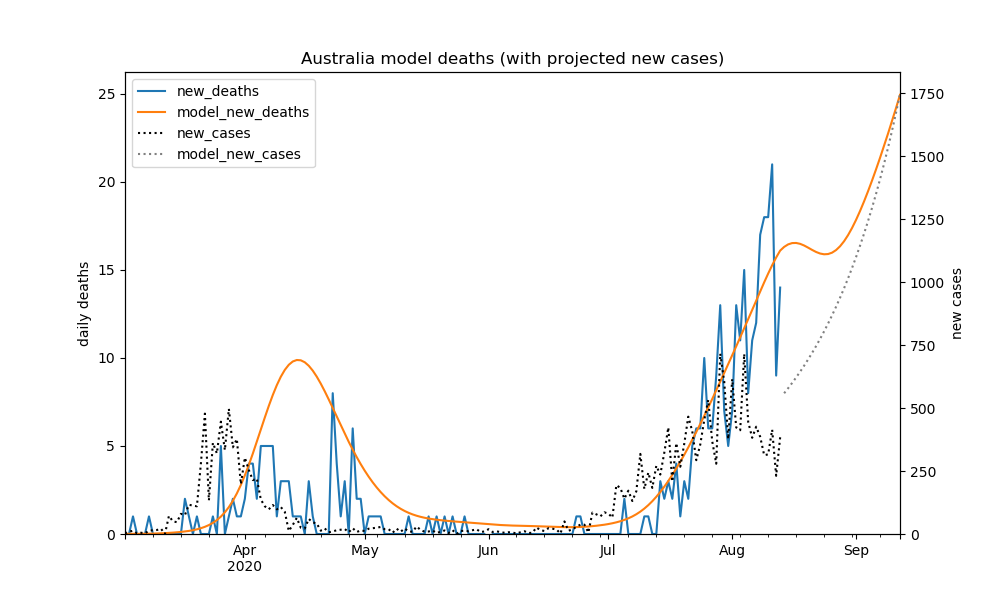 Australia model deaths (with projected new cases)
new_deaths
model_new_deaths
new_cases
model_new_cases
25
20
15
10
5
0
daily deaths
1750
1500
1250
1000
750
500
250
0
new cases
Apr
2020
May
Jun
Jul
Aug
Sep